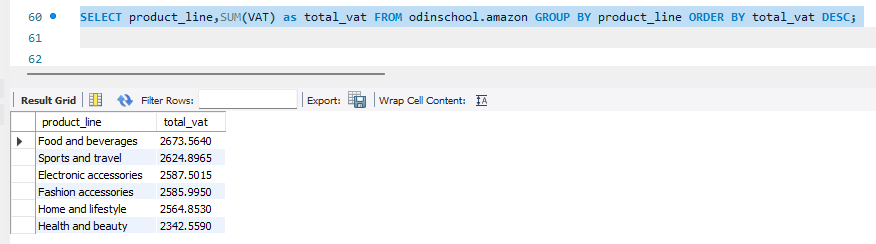 60 SELECT product_line,SUM(VAT) as total_vat FROM odinschool.amazon GROUP BY product_line ORDER BY total_vat DESC;
61
62
Result Grid Filter Rows: Export: Wrap Cell Content: IA
product_line total_vat
Food and beverages 2673.5640
Sports and travel 2624.8965
Electronic accessories 2587.5015
Fashion accessories 2585.9950
Home and lifestyle 2564.8530
Health and beauty 2342.5590